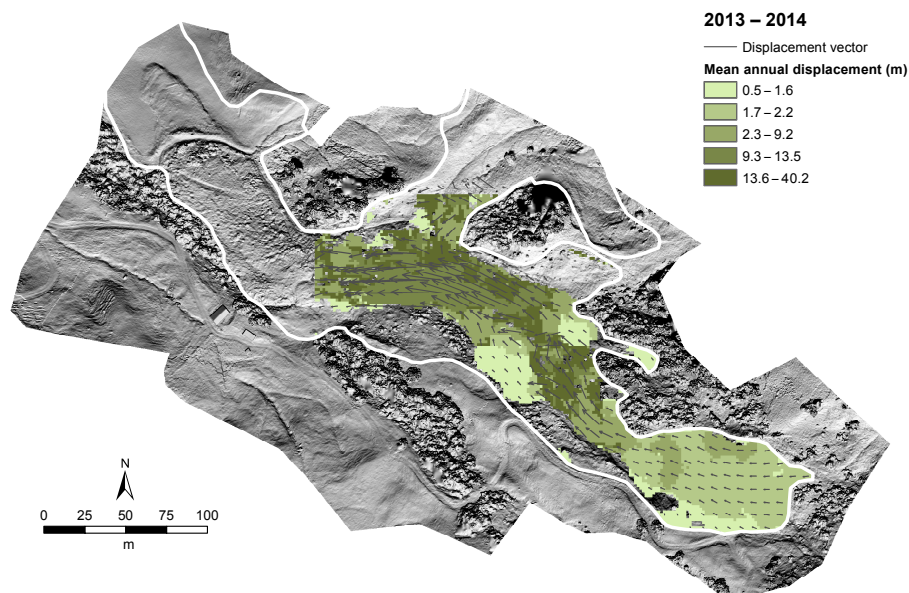 2013 – 2014
Displacement vector
Mean annual displacement (m)
0.5 – 1.6
1.7 – 2.2
2.3 – 9.2
9.3 – 13.5
13.6 – 40.2
N
0 25 50 75 100
m